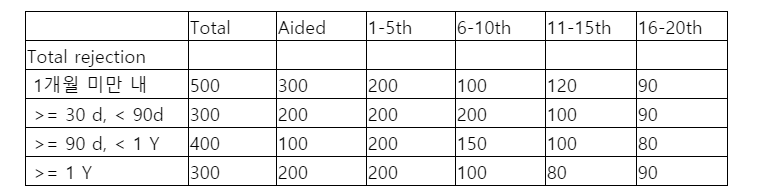 Total Aided 1-5th 6-10th 11-15th 16-20th
Total rejection
1개월 미만 내 500 300 200 100 120 90
>= 30 d, < 90d 300 200 200 200 100 90
>= 90 d, < 1 Y 400 100 200 150 100 80
>= 1 Y 300 200 200 100 80 90